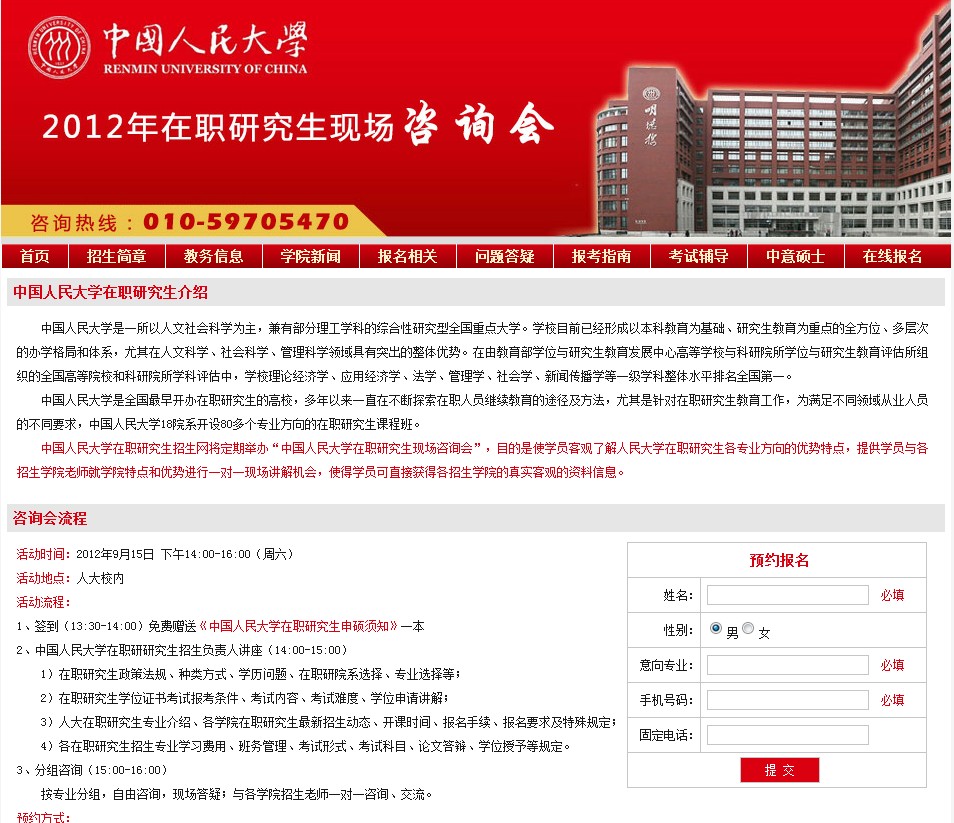 中國人民大學
RENMIN UNIVERSITY OF CHINA
2012年在职研究生现场咨询会
明德楼
咨询热线：010-59705470
首页 招生简章 教务信息 学院新闻 报名相关 问题答疑 报考指南 考试辅导 中意硕士 在线报名
中国人民大学在职研究生介绍
中国人民大学是一所以人文社会科学为主，兼有部分理工学科的综合性研究型全国重点大学。学校目前已经形成以本科教育为基础、研究生教育为重点的全方位、多层次
的办学格局和体系，尤其在人文科学、社会科学、管理科学领域具有突出的整体优势。在由教育部学位与研究生教育发展中心高等学校与科研院所学位与研究生教育评估所组
织的全国高等院校和科研院所学科评估中，学校理论经济学、应用经济学、法学、管理学、社会学、新闻传播学等一级学科整体水平排名全国第一。
中国人民大学是全国最早开办在职研究生的高校，多年以来一直在不断探索在职人员继续教育的途径及方法，尤其是针对在职研究生教育工作，为满足不同领域从业人员
的不同要求，中国人民大学18院系开设80多个专业方向的在职研究生课程班。
中国人民大学在职研究生招生网将定期举办“中国人民大学在职研究生现场咨询会”，目的是使学员客观了解人民大学在职研究生各专业方向的优势特点，提供学员与各
招生学院老师就学院特点和优势进行一对一现场讲解机会，使得学员可直接获得各招生学院的真实客观的资料信息。
咨询会流程
活动时间：2012年9月15日 下午14:00-16:00（周六）
活动地点：人大校内
活动流程：
1、签到（13:30-14:00）免费赠送《中国人民大学在职研究生申硕须知》一本
2、中国人民大学在职研研究生招生负责人讲座（14:00-15:00）
1）在职研究生政策法规、种类方式、学历问题、在职研院系选择、专业选择等；
2）在职研究生学位证书考试报考条件、考试内容、考试难度、学位申请讲解；
3）人大在职研究生专业介绍、各学院在职研究生最新招生动态、开课时间、报名手续、报名要求及特殊规定；
4）各在职研究生招生专业学习费用、班务管理、考试形式、考试科目、论文答辩、学位授予等规定。
3、分组咨询（15:00-16:00）
按专业分组，自由咨询，现场答疑；与各学院招生老师一对一咨询、交流。
预约方式：
预约报名
姓名： 必填
性别： 男 女
意向专业： 必填
手机号码： 必填
固定电话：
提 交